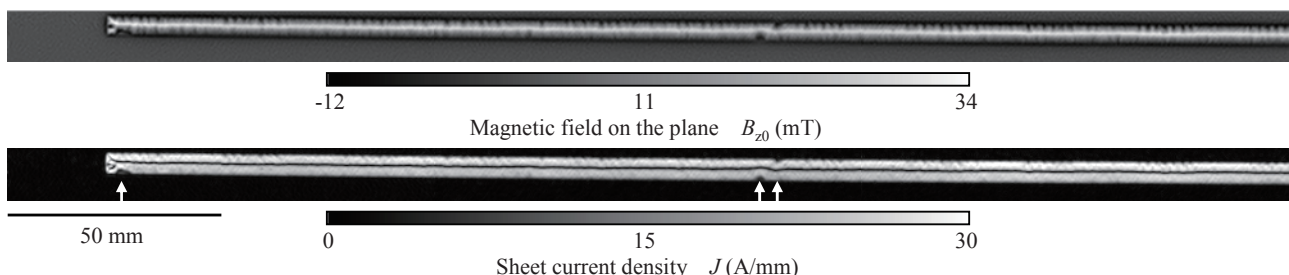 -12 11 34
Magnetic field on the plane B_z0 (mT)
50 mm
0 15 30
Sheet current density J (A/mm)